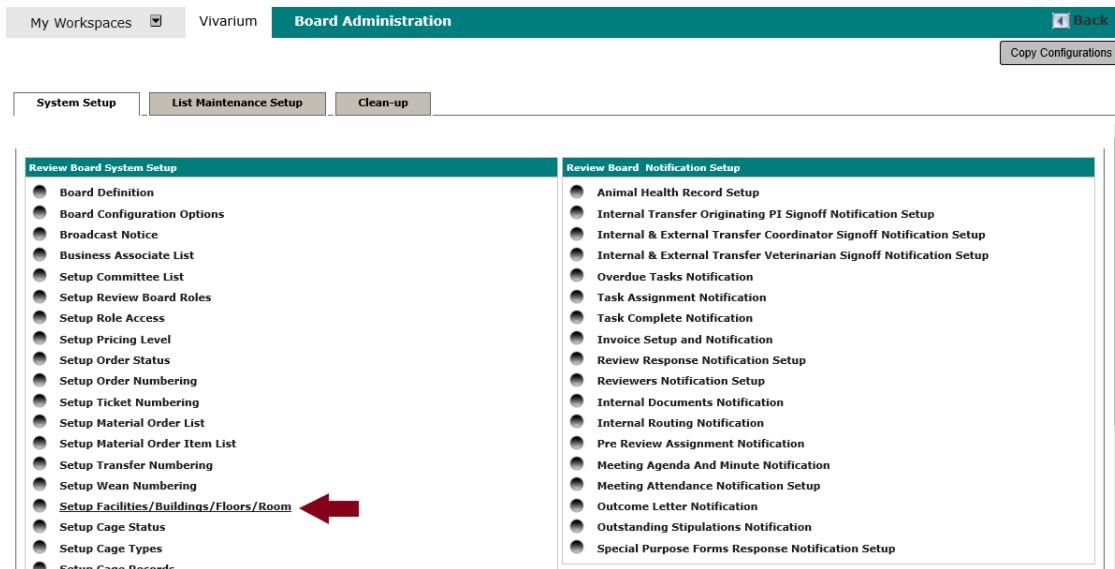 My Workspaces Vivarium Board Administration Back
Copy Configurations
System Setup List Maintenance Setup Clean-up
Review Board System Setup
Board Definition
Board Configuration Options
Broadcast Notice
Business Associate List
Setup Committee List
Setup Review Board Roles
Setup Role Access
Setup Pricing Level
Setup Order Status
Setup Order Numbering
Setup Ticket Numbering
Setup Material Order List
Setup Material Order Item List
Setup Transfer Numbering
Setup Wean Numbering
Setup Facilities/Buildings/Floors/Room
Setup Cage Status
Setup Cage Types
Setup Cage Records
Review Board Notification Setup
Animal Health Record Setup
Internal Transfer Originating PI Signoff Notification Setup
Internal & External Transfer Coordinator Signoff Notification Setup
Internal & External Transfer Veterinarian Signoff Notification Setup
Overdue Tasks Notification
Task Assignment Notification
Task Complete Notification
Invoice Setup and Notification
Review Response Notification Setup
Reviewers Notification Setup
Internal Documents Notification
Internal Routing Notification
Pre Review Assignment Notification
Meeting Agenda And Minute Notification
Meeting Attendance Notification Setup
Outcome Letter Notification
Outstanding Stipulations Notification
Special Purpose Forms Response Notification Setup